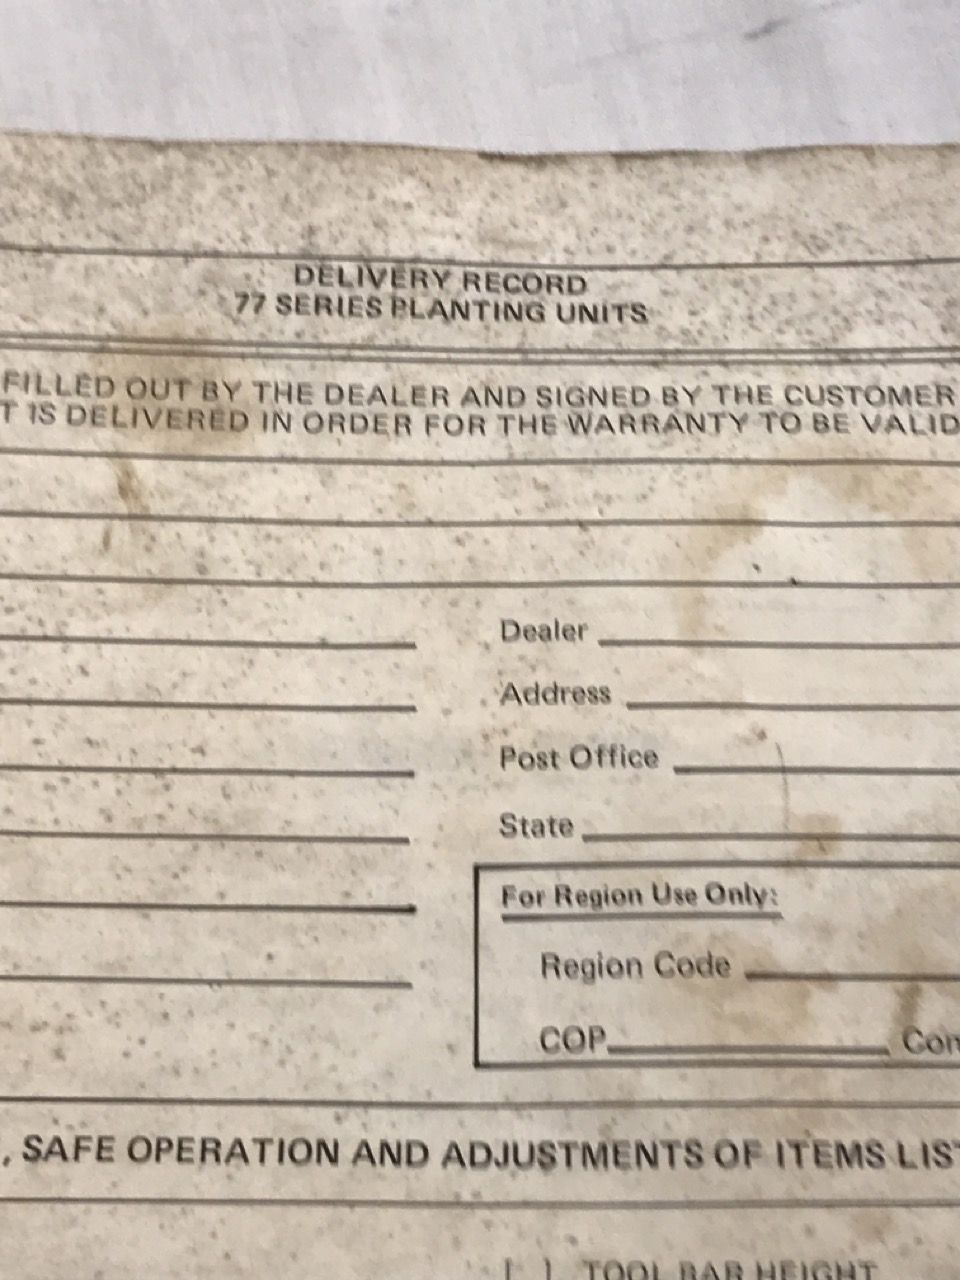 DELIVERY RECORD
77 SERIES PLANTING UNITS
FILLED OUT BY THE DEALER AND SIGNED BY THE CUSTOMER
T IS DELIVERED IN ORDER FOR THE WARRANTY TO BE VALID
Dealer
Address
Post Office
State
For Region Use Only:
Region Code
COP Con
, SAFE OPERATION AND ADJUSTMENTS OF ITEMS LIST
[ ] TOOL BAR HEIGHT